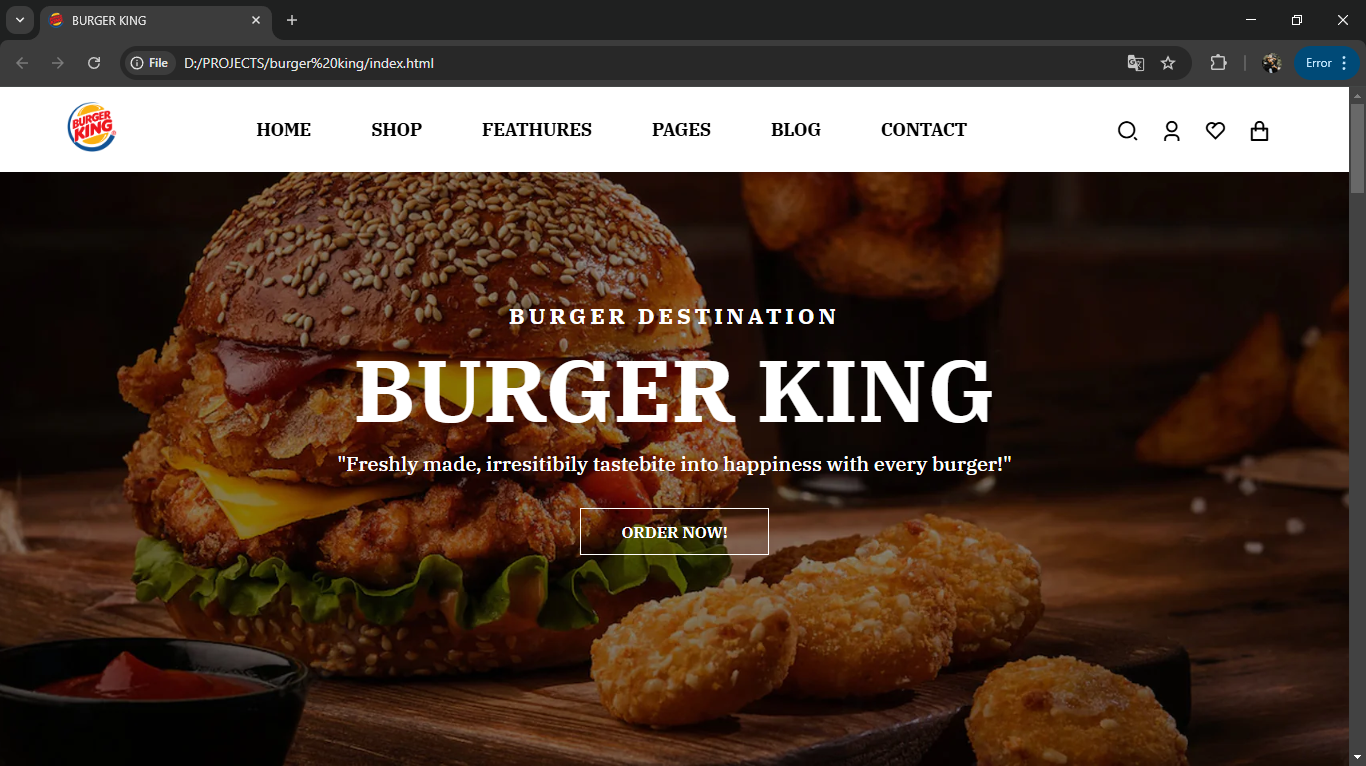 BURGER KING
File D:/PROJECTS/burger%20king/index.html Error
BURGER KING
HOME SHOP FEATHURES PAGES BLOG CONTACT
BURGER DESTINATION
BURGER KING
"Freshly made, irresitibily tastebite into happiness with every burger!"
ORDER NOW!